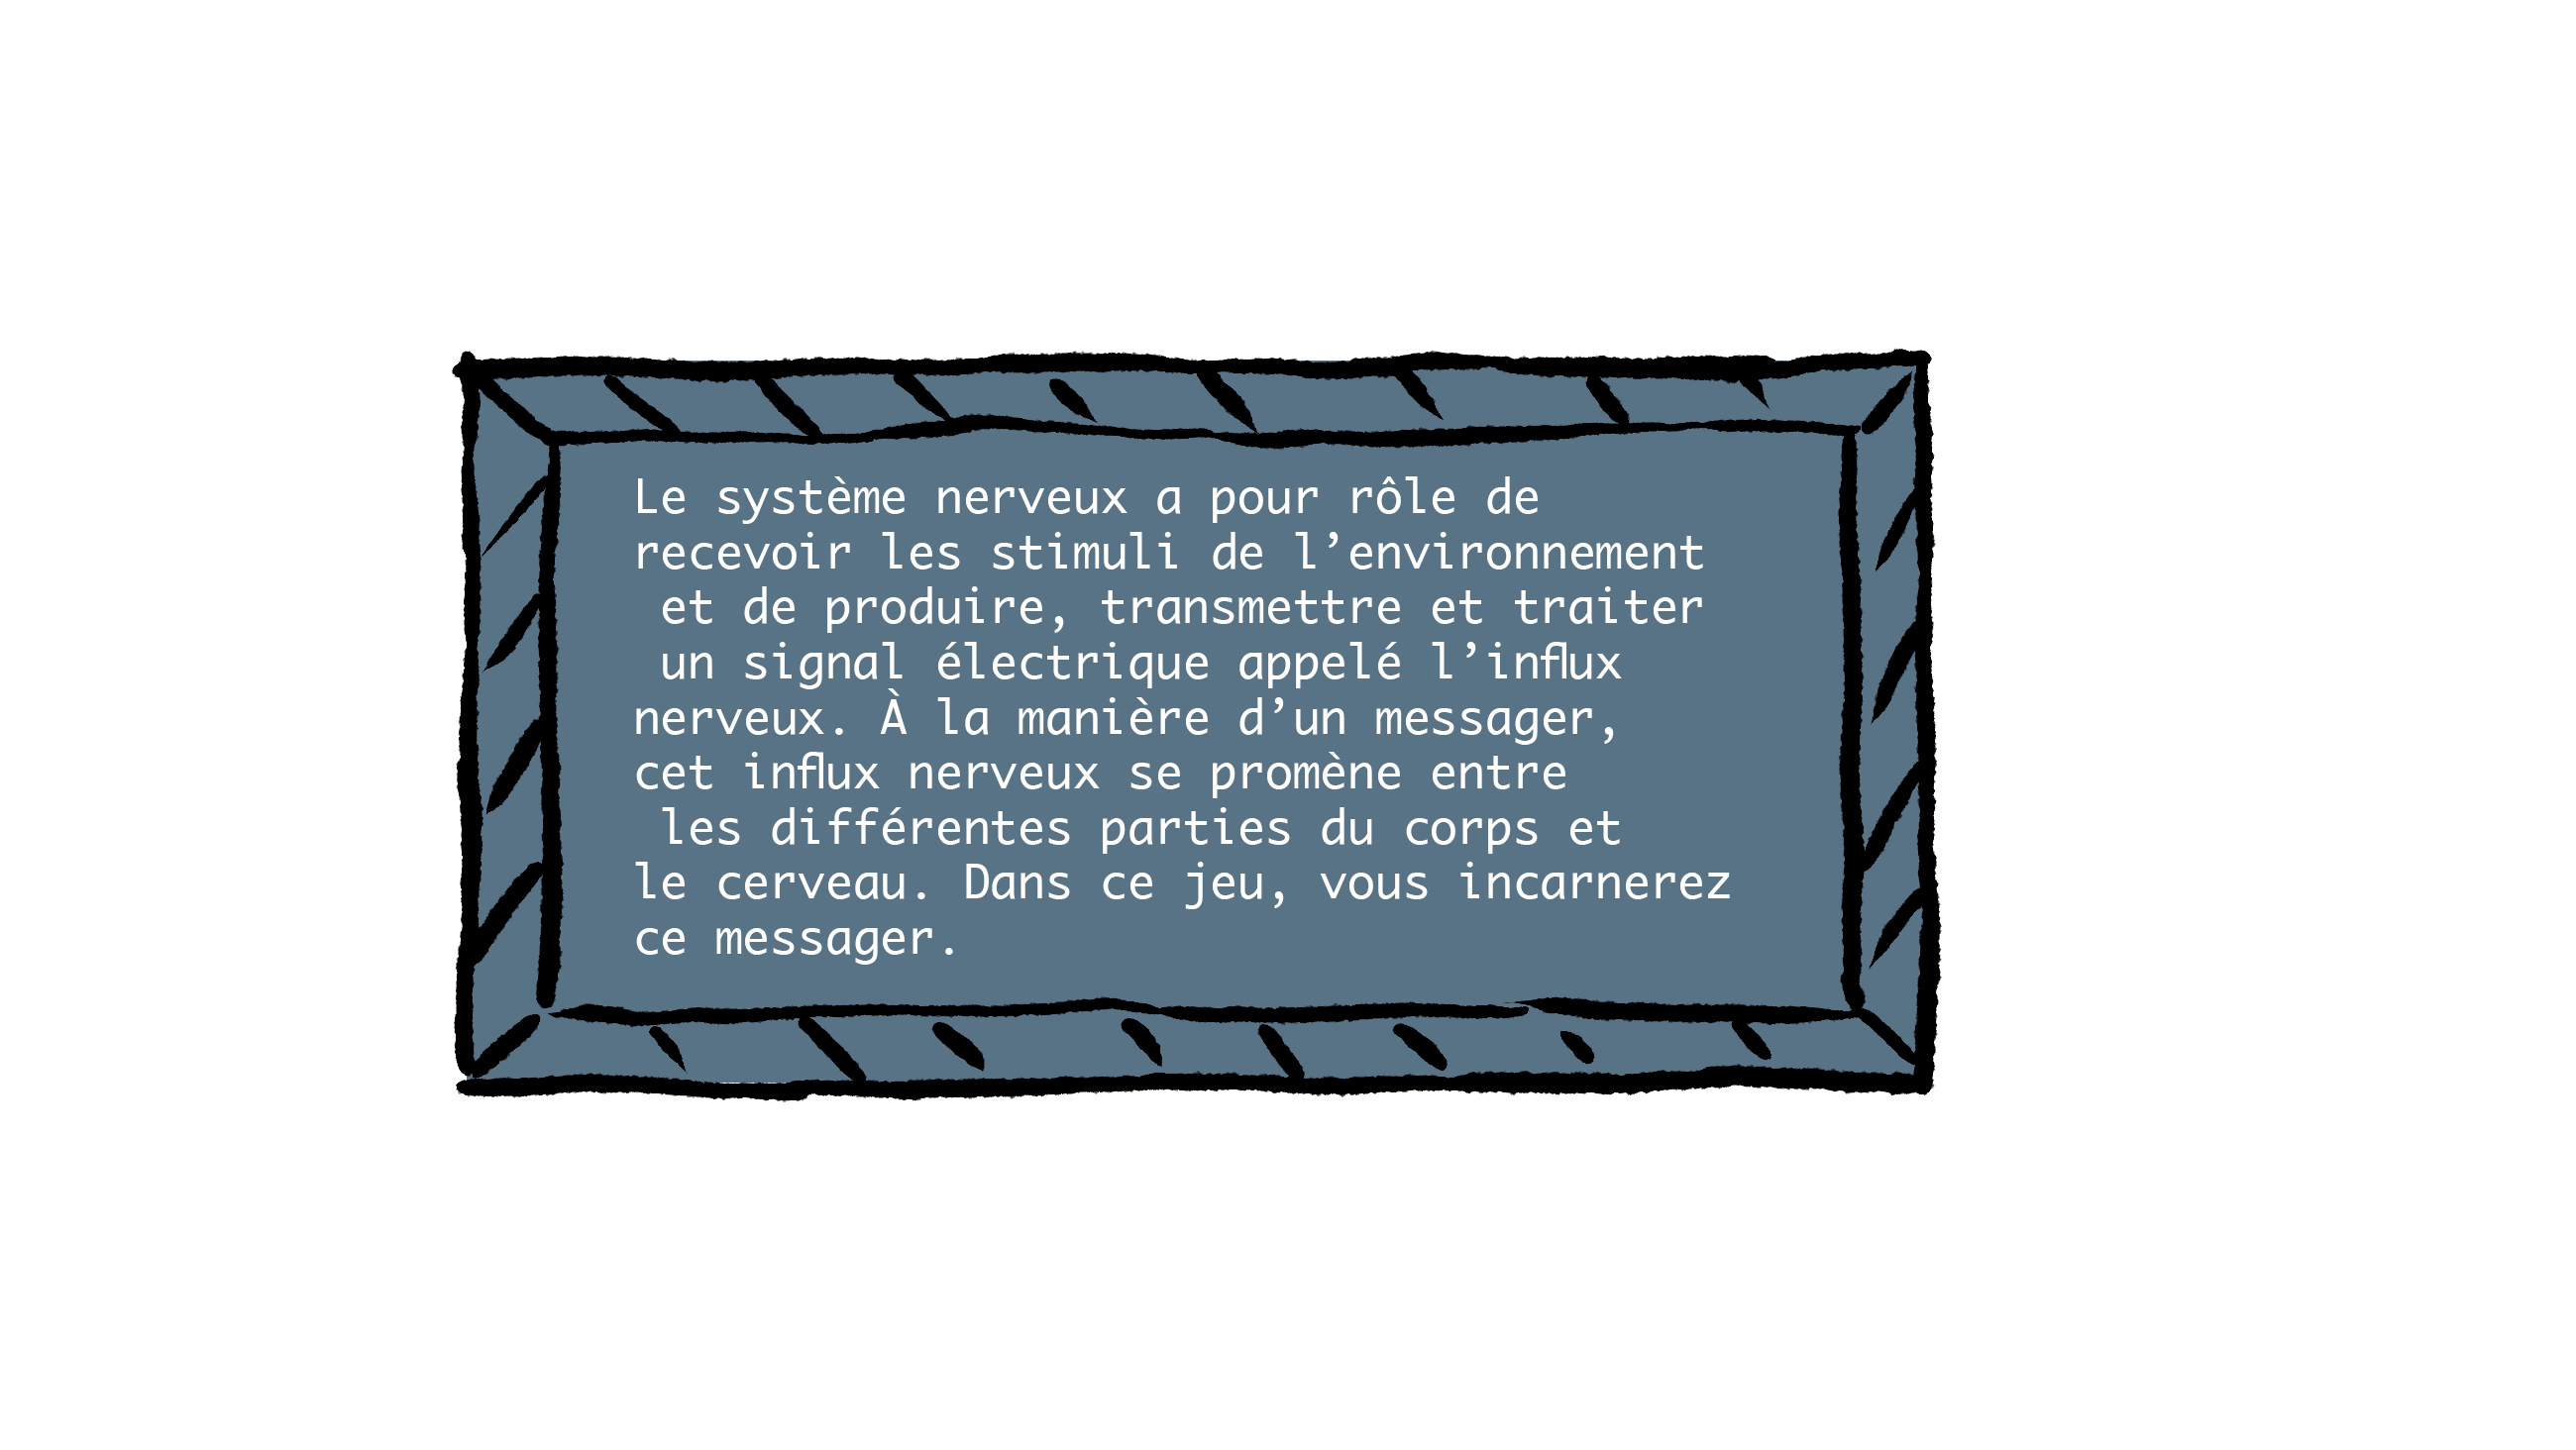 Le système nerveux a pour rôle de
recevoir les stimuli de l’environnement
et de produire, transmettre et traiter
un signal électrique appelé l’influx
nerveux. À la manière d’un messager,
cet influx nerveux se promène entre
les différentes parties du corps et
le cerveau. Dans ce jeu, vous incarnerez
ce messager.